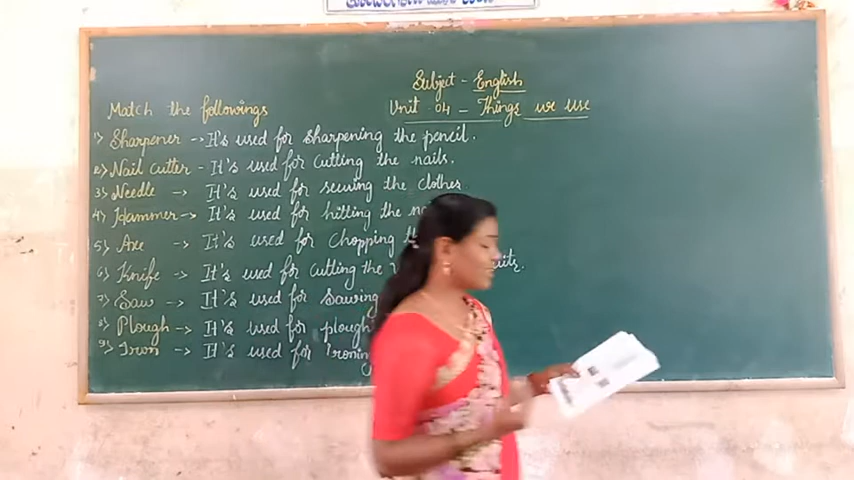 Subject - English
Unit - 04 - Things we use
Match the followings
1) Sharpener -> It's used for sharpening the pencil.
2) Nail cutter - It's used for cutting the nails.
3) Needle -> It's used for sewing the clothes
4) Hammer -> It's used for hitting the
5) Axe -> It's used for chopping
6) Knife -> It's used for cutting the
7) Saw -> It's used for sawing
8) Plough -> It's used for plough
9) Iron -> It's used for Ironin